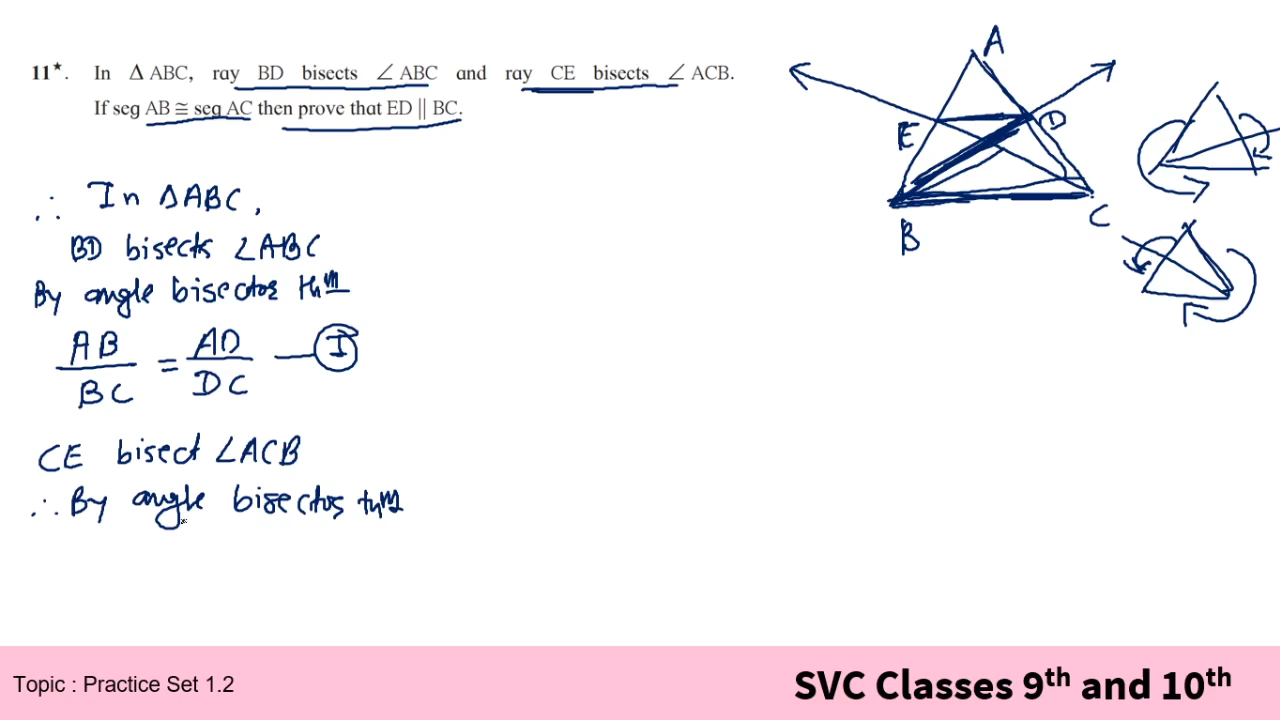 11*. In Δ ABC, ray BD bisects ∠ ABC and ray CE bisects ∠ ACB.
If seg AB ≅ seg AC then prove that ED || BC.
A
E
D
B
C
∴ In ΔABC,
BD bisects ∠ABC
By angle bisector thm
AB/BC = AD/DC — I
CE bisect ∠ACB
∴ By angle bisector thm
Topic : Practice Set 1.2
SVC Classes 9th and 10th